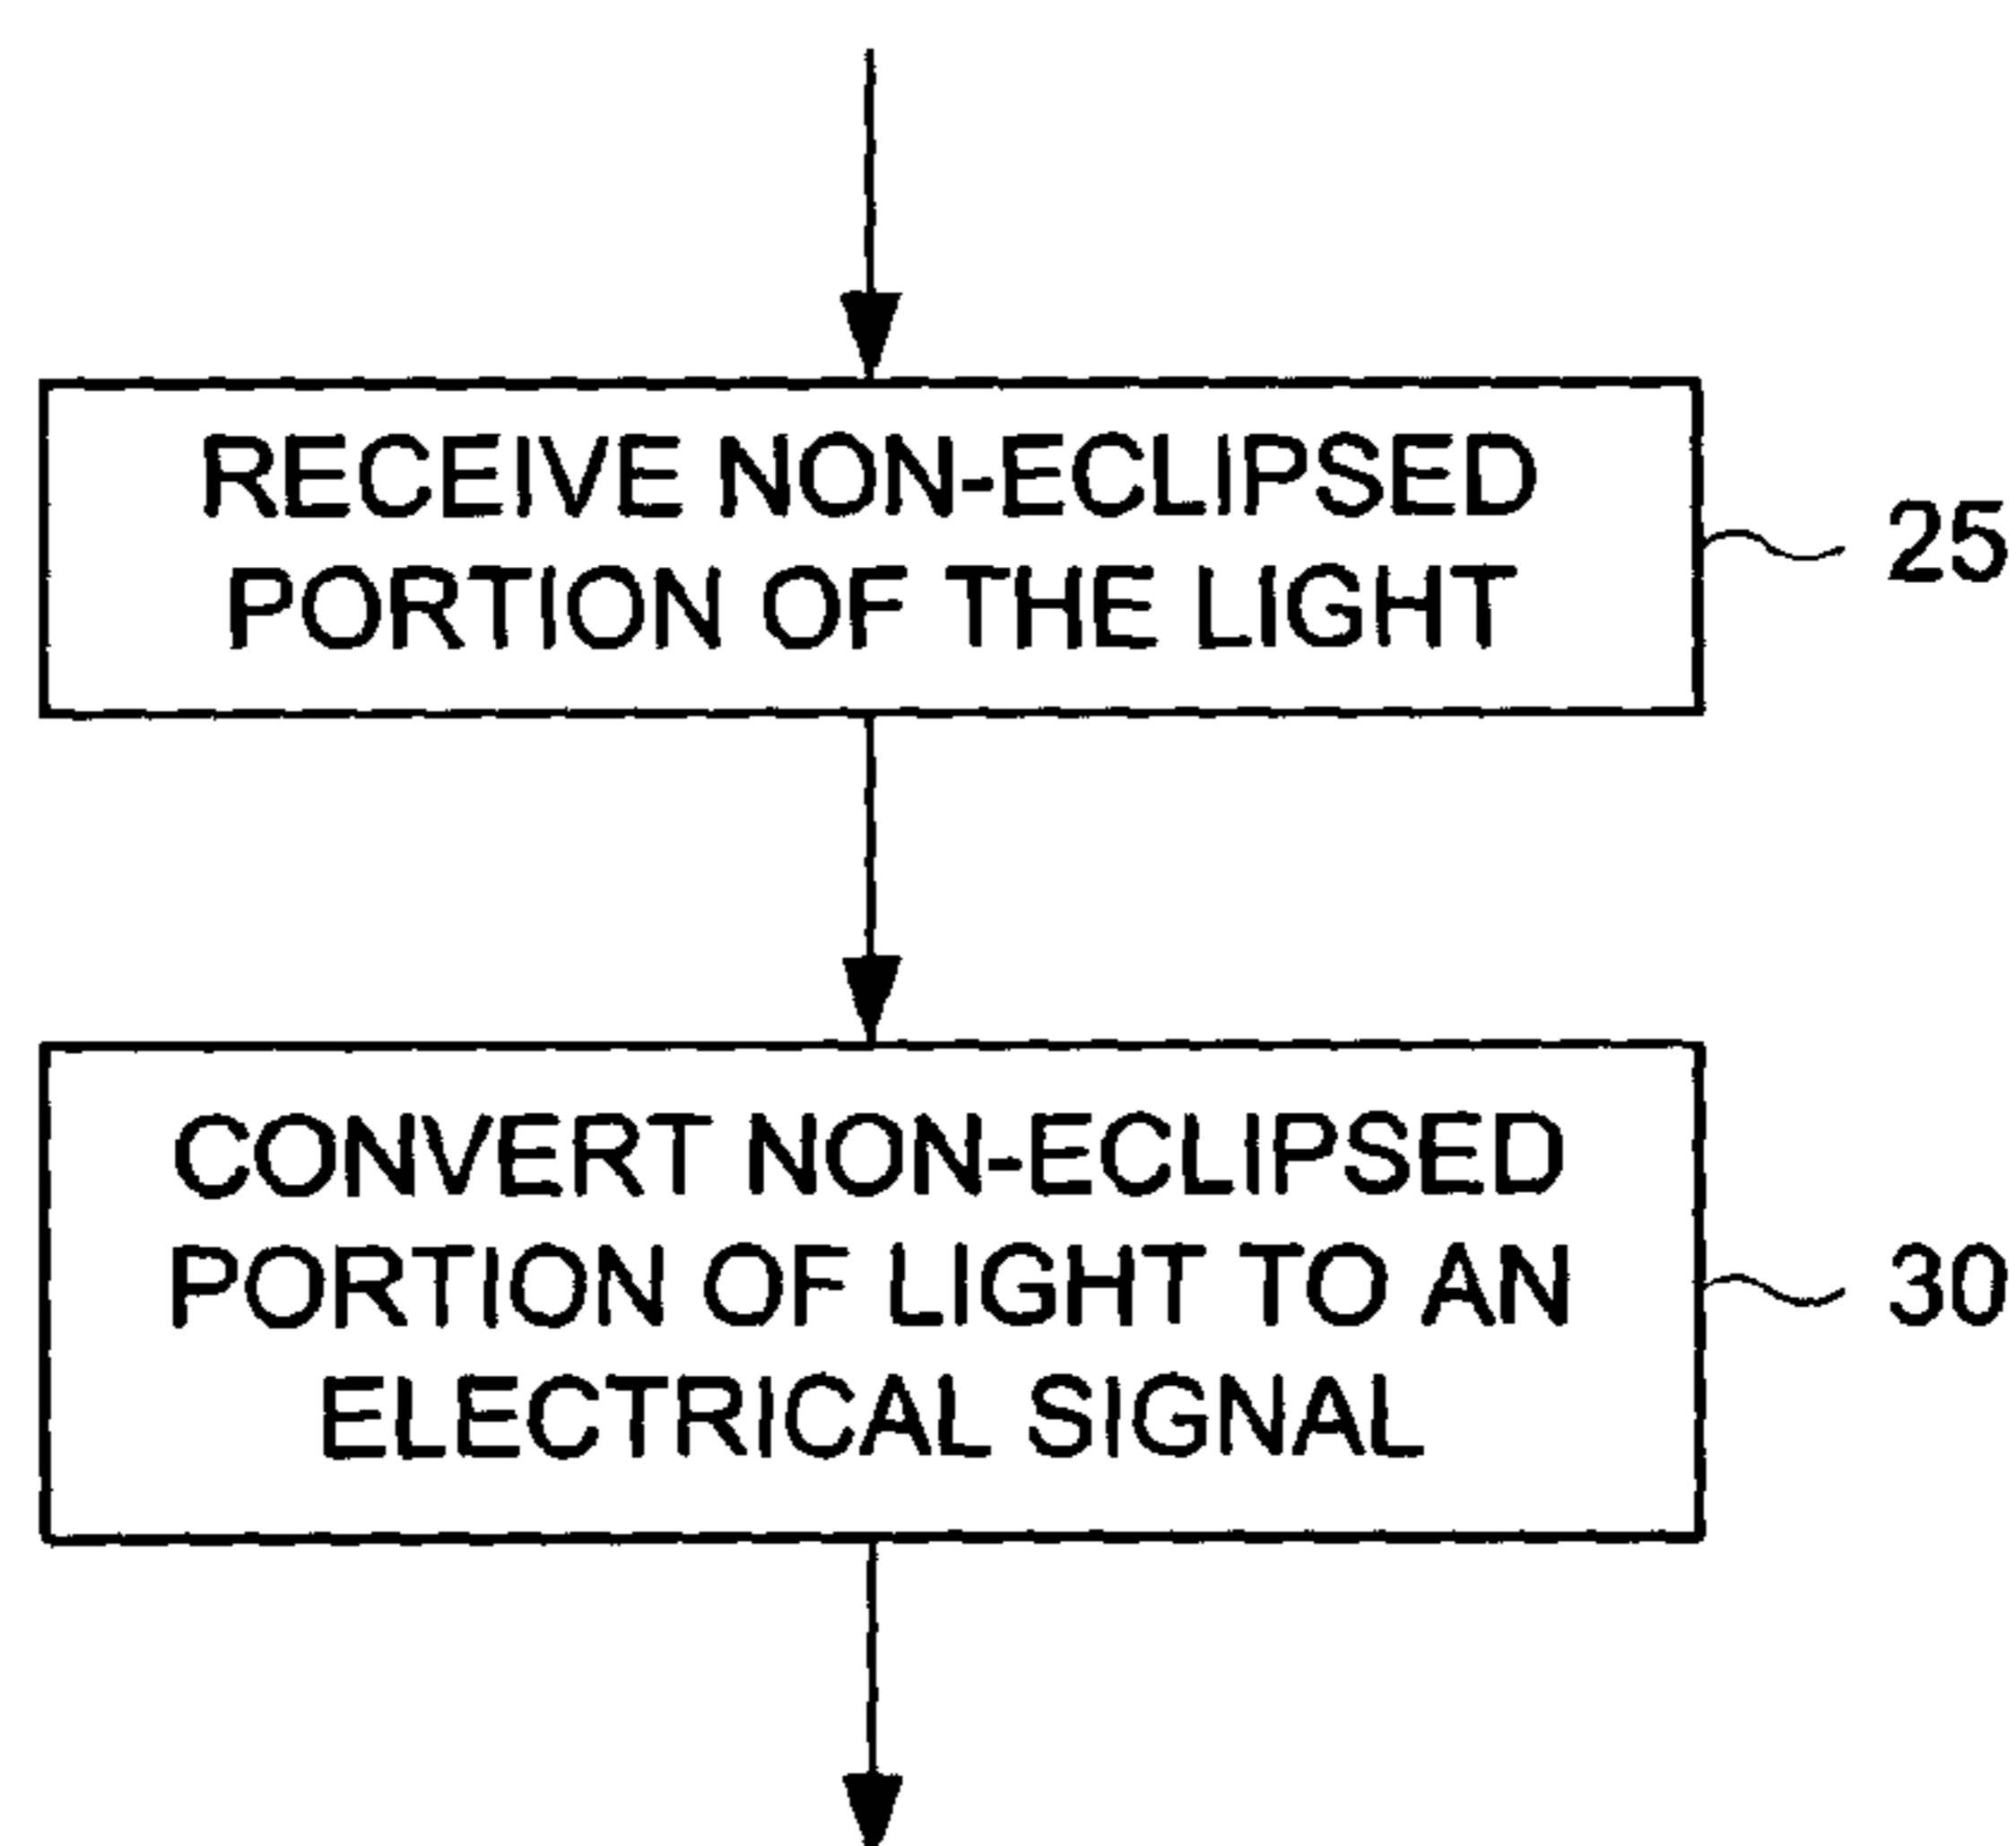 RECEIVE NON-ECLIPSED
PORTION OF THE LIGHT
25
CONVERT NON-ECLIPSED
PORTION OF LIGHT TO AN
ELECTRICAL SIGNAL
30